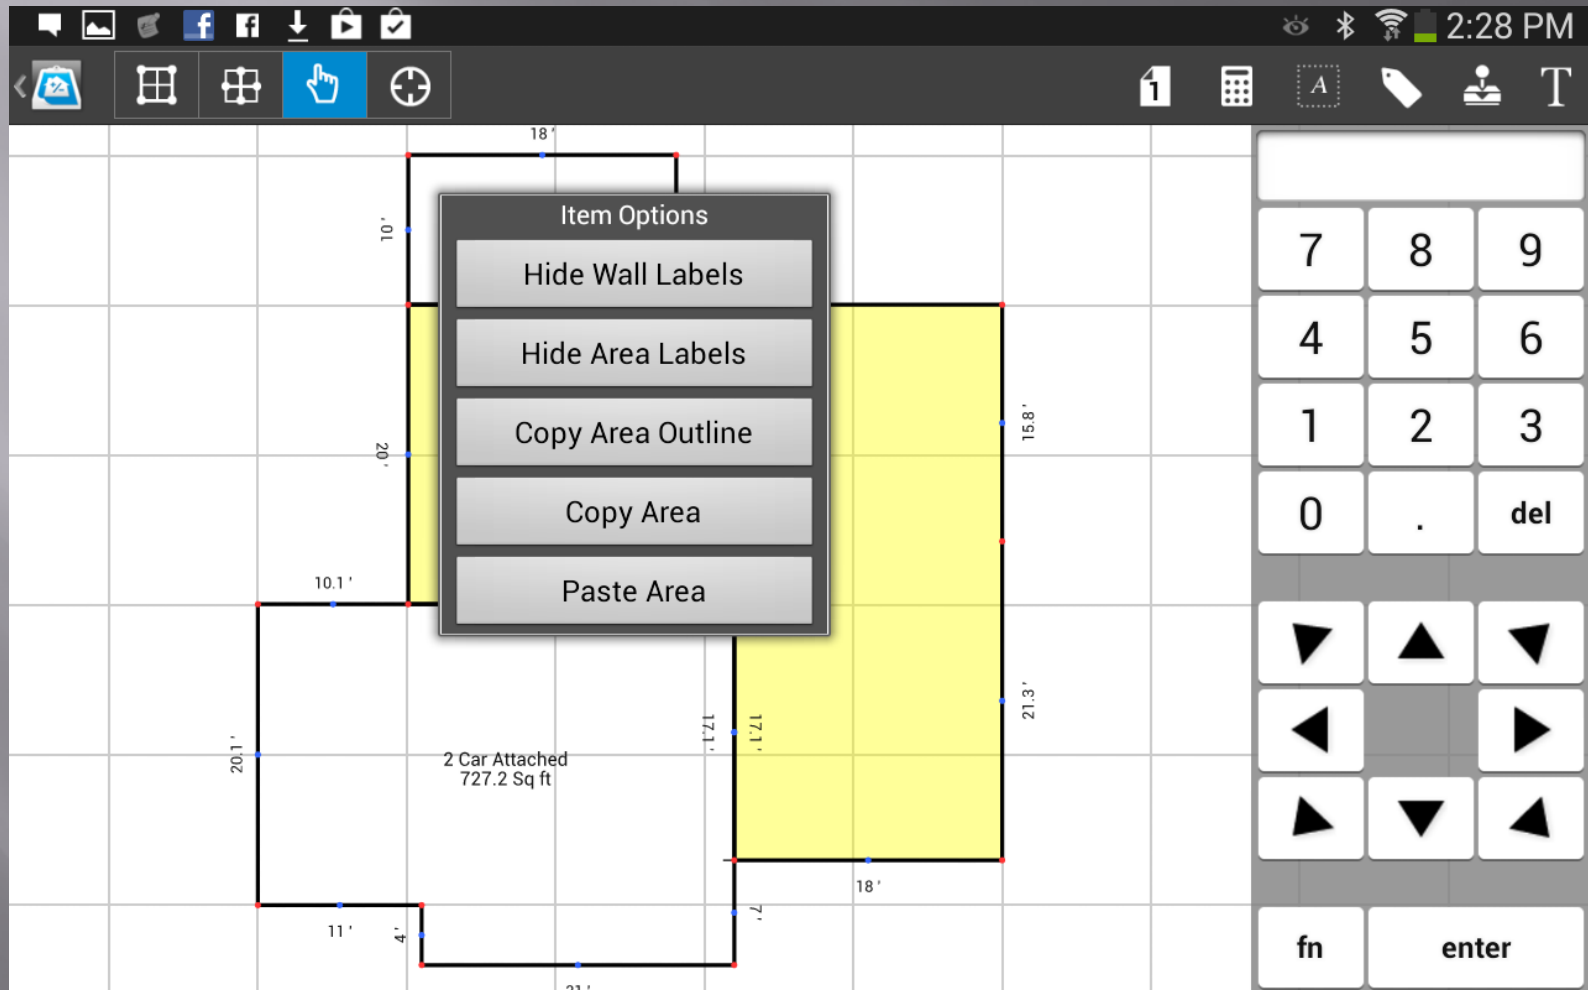 2:28 PM
1
A
T
18 '
10 '
Item Options
Hide Wall Labels
Hide Area Labels
Copy Area Outline
Copy Area
Paste Area
20 '
15.8 '
10.1 '
21.3 '
17.1 '
17.1 '
20.1 '
2 Car Attached
727.2 Sq ft
18 '
7 '
11 '
4 '
7 8 9
4 5 6
1 2 3
0 . del
fn enter